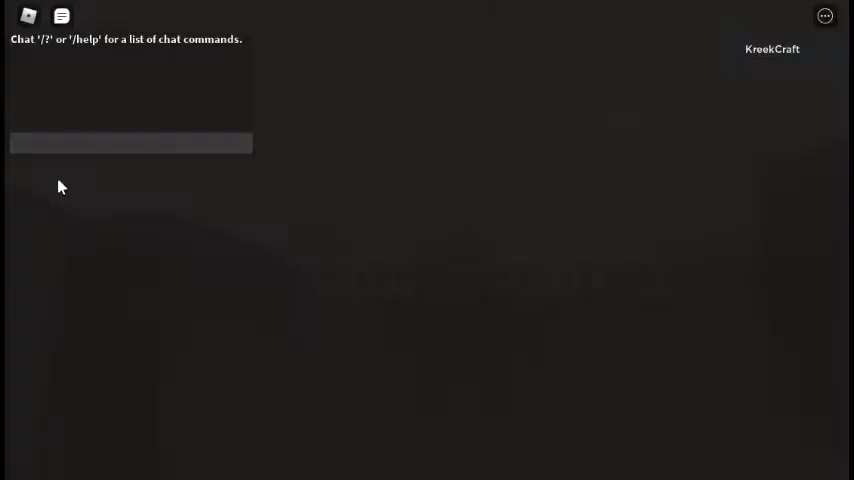 Chat '/?' or '/help' for a list of chat commands.
KreekCraft